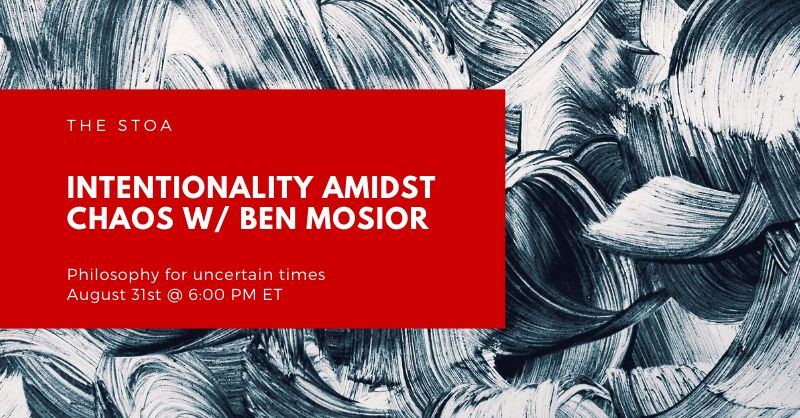 THE STOA
INTENTIONALITY AMIDST
CHAOS W/ BEN MOSIOR
Philosophy for uncertain times
August 31st @ 6:00 PM ET